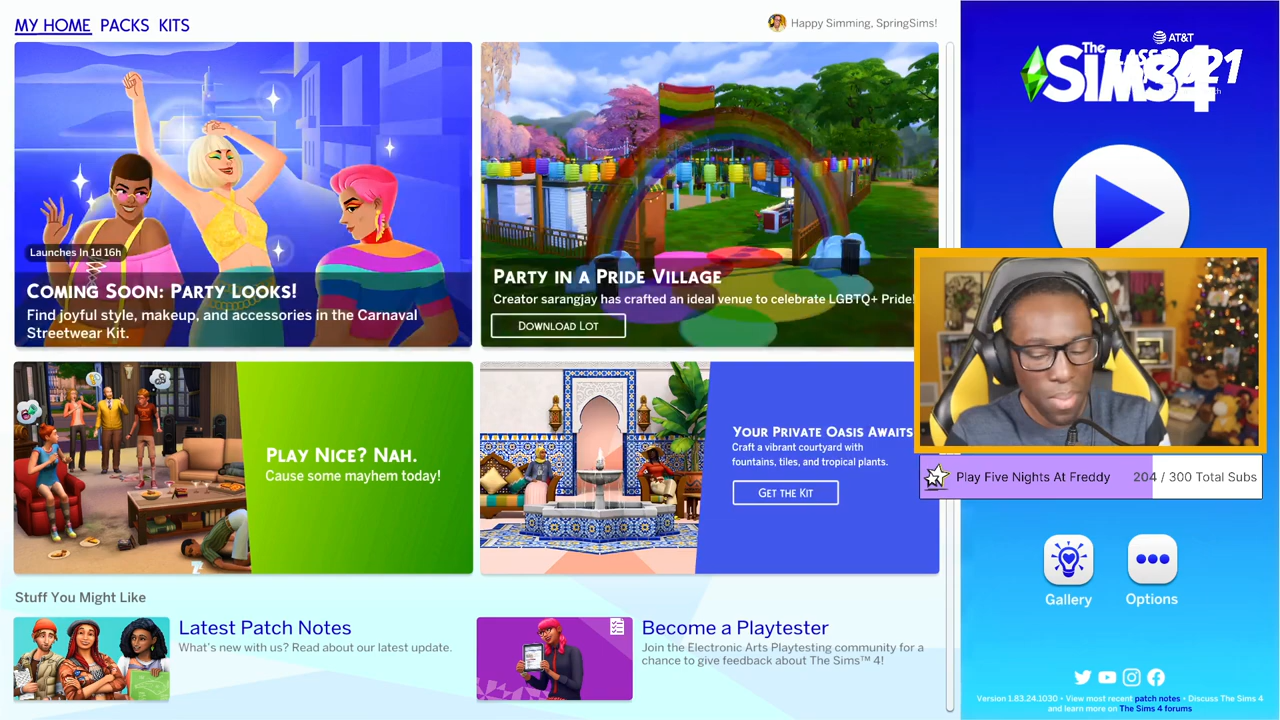 MY HOME PACKS KITS
Happy Simming, SpringSims!
Launches In 1d 16h
COMING SOON: PARTY LOOKS!
Find joyful style, makeup, and accessories in the Carnaval
Streetwear Kit.
PARTY IN A PRIDE VILLAGE
Creator sarangjay has crafted an ideal venue to celebrate LGBTQ+ Pride!
DOWNLOAD LOT
PLAY NICE? NAH.
Cause some mayhem today!
YOUR PRIVATE OASIS AWAITS
Craft a vibrant courtyard with
fountains, tiles, and tropical plants.
GET THE KIT
Stuff You Might Like
Latest Patch Notes
What's new with us? Read about our latest update.
Become a Playtester
Join the Electronic Arts Playtesting community for a
chance to give feedback about The Sims™ 4!
AT&T
The
SIMS 4
Play Five Nights At Freddy 204 / 300 Total Subs
Gallery Options
Version 1.83.24.1030 • View most recent patch notes • Discuss The Sims 4
and learn more on The Sims 4 forums